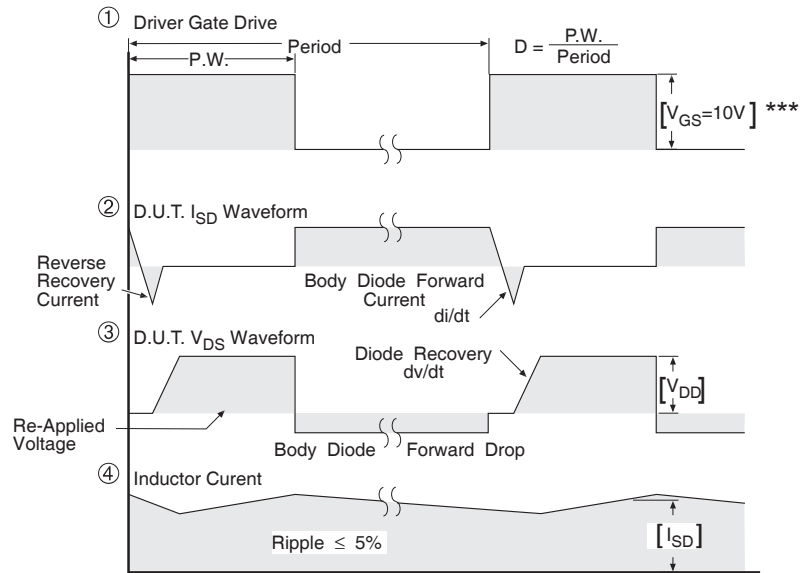 ① Driver Gate Drive
Period
P.W.
D = P.W. / Period
[VGS=10V] ***
② D.U.T. ISD Waveform
Reverse
Recovery
Current
Body Diode Forward
Current
di/dt
③ D.U.T. VDS Waveform
Diode Recovery
dv/dt
[VDD]
Re-Applied
Voltage
Body Diode Forward Drop
④ Inductor Curent
Ripple ≤ 5%
[ISD]